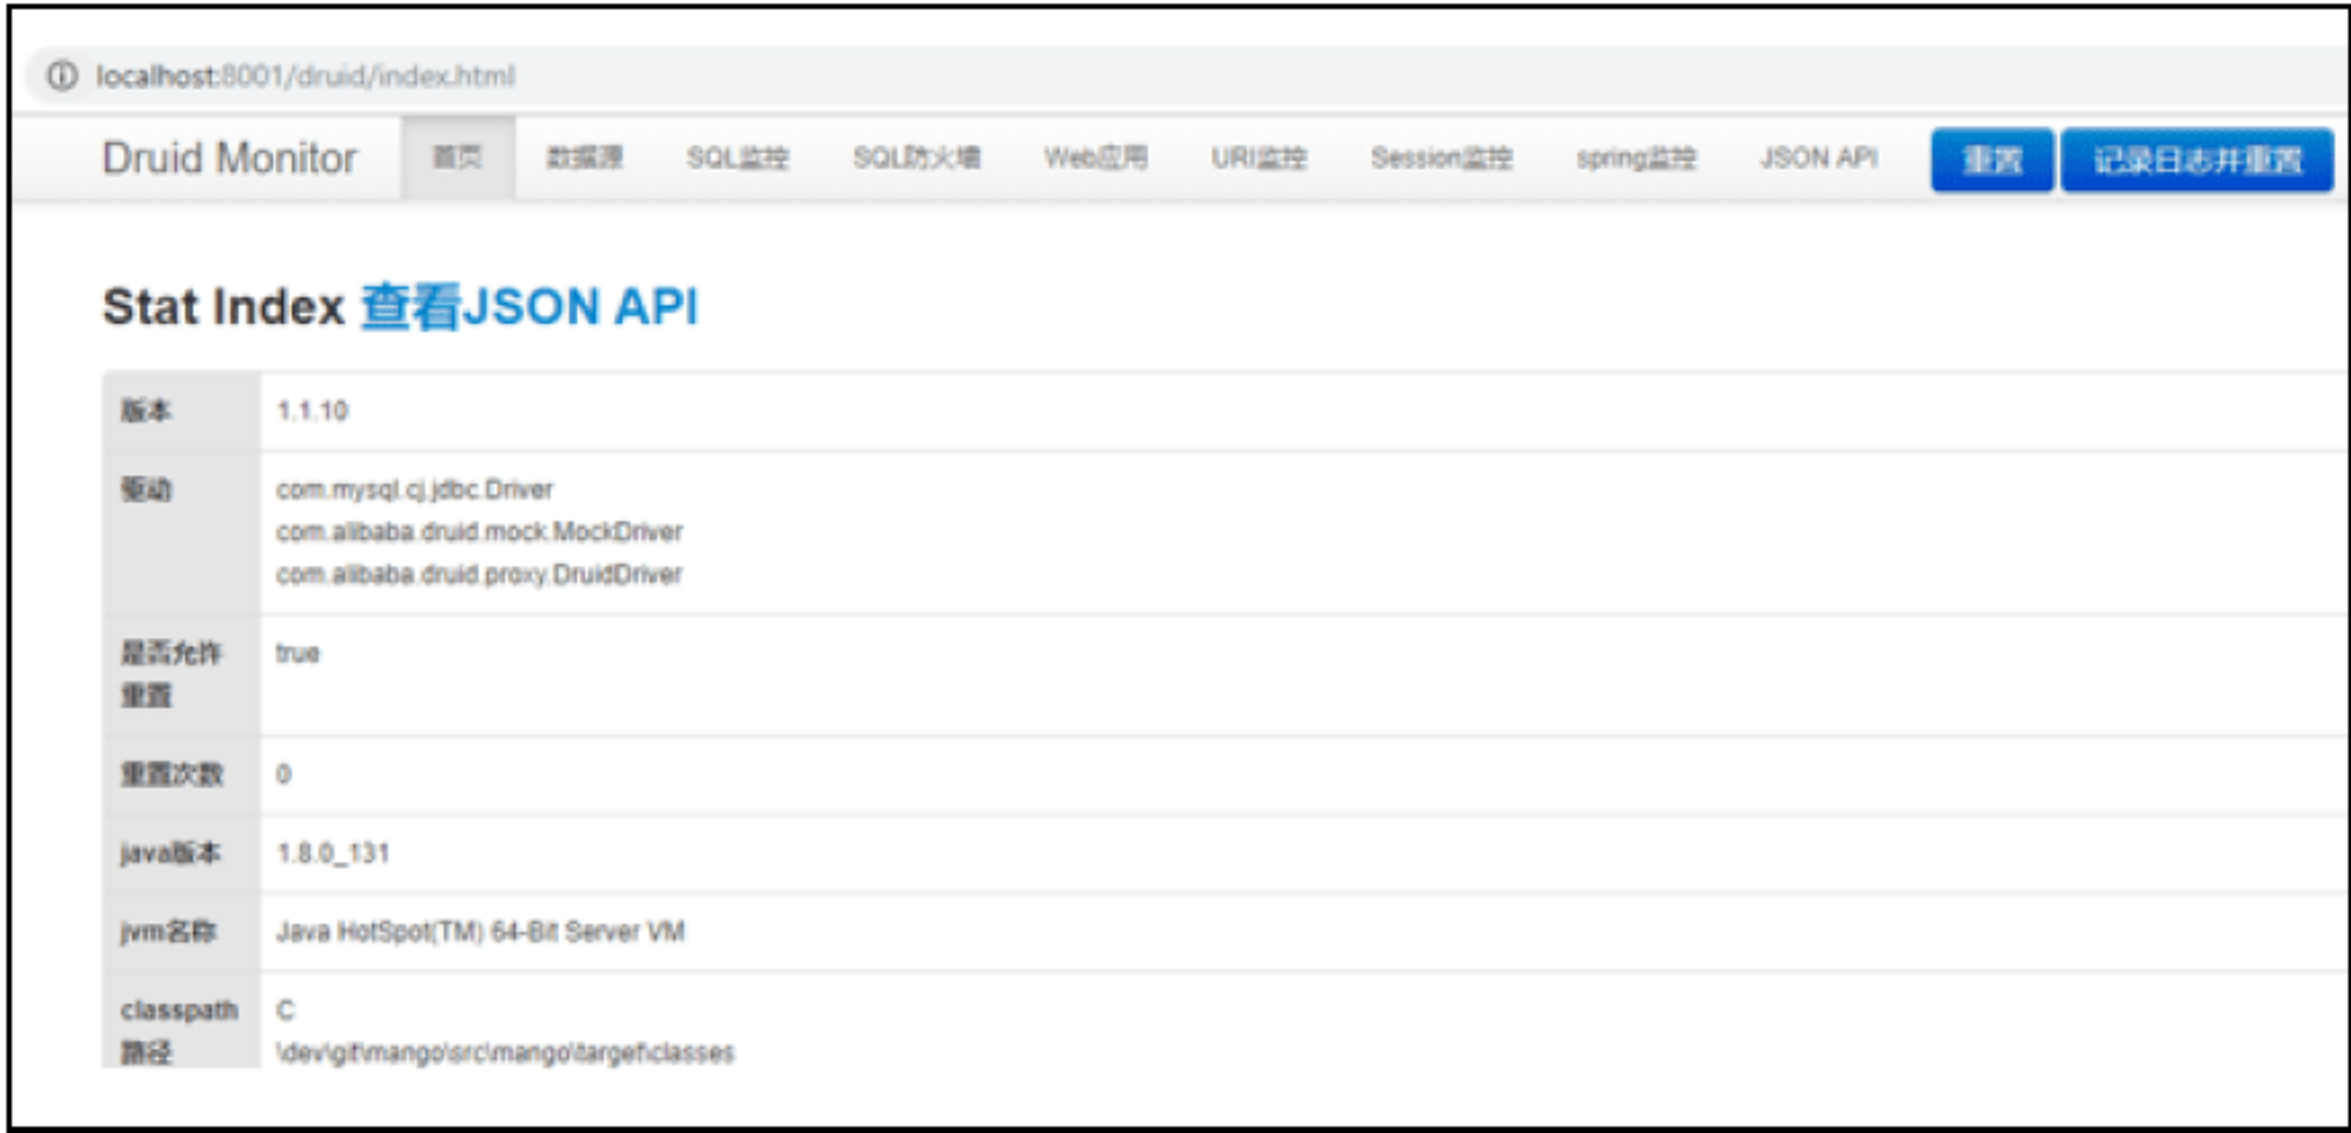 localhost:8001/druid/index.html
Druid Monitor 首页 数据源 SQL监控 SQL防火墙 Web应用 URI监控 Session监控 spring监控 JSON API 重置 记录日志并重置
Stat Index 查看JSON API
版本 1.1.10
驱动 com.mysql.cj.jdbc.Driver
com.alibaba.druid.mock.MockDriver
com.alibaba.druid.proxy.DruidDriver
是否允许 true
重置
重置次数 0
java版本 1.8.0_131
jvm名称 Java HotSpot(TM) 64-Bit Server VM
classpath C
路径 \dev\git\mango\src\mango\target\classes